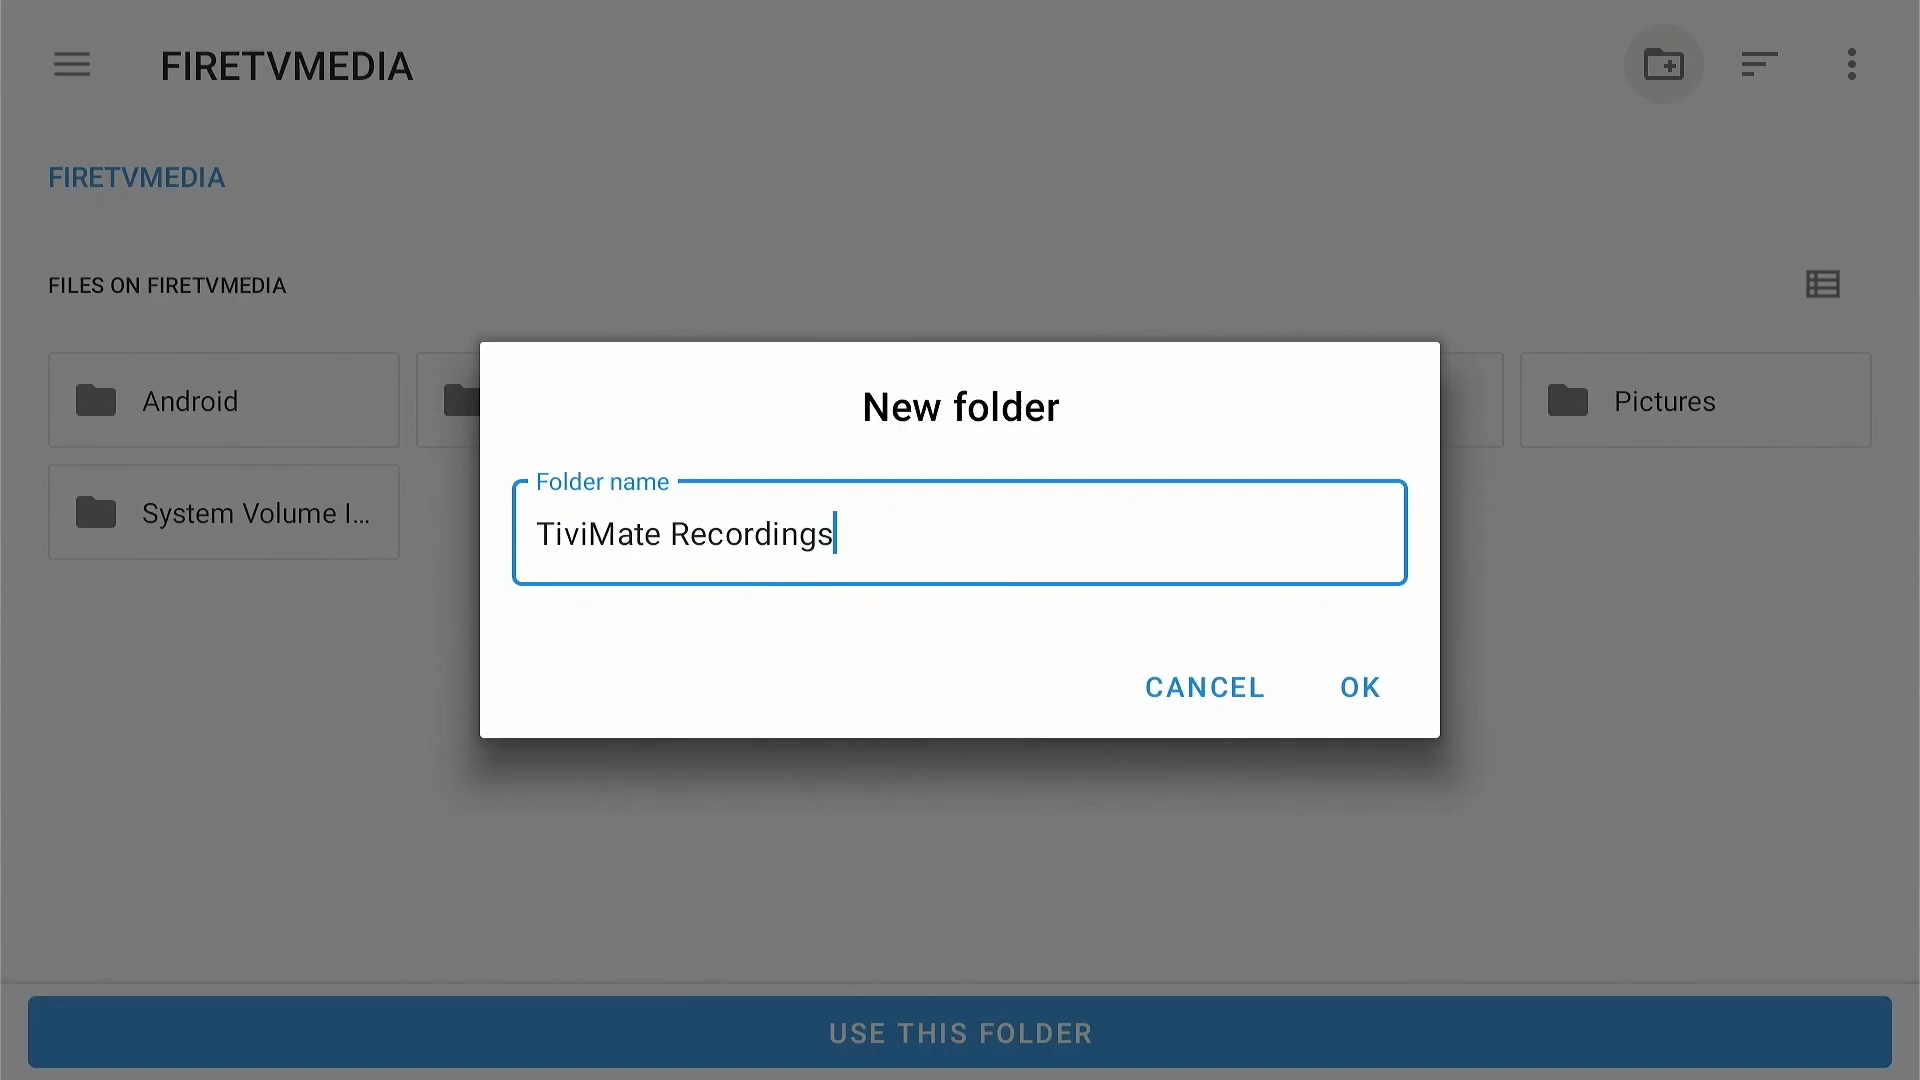 FIRETVMEDIA
FIRETVMEDIA
FILES ON FIRETVMEDIA
Android
Pictures
System Volume I...
New folder
Folder name
TiviMate Recordings
CANCEL
OK
USE THIS FOLDER